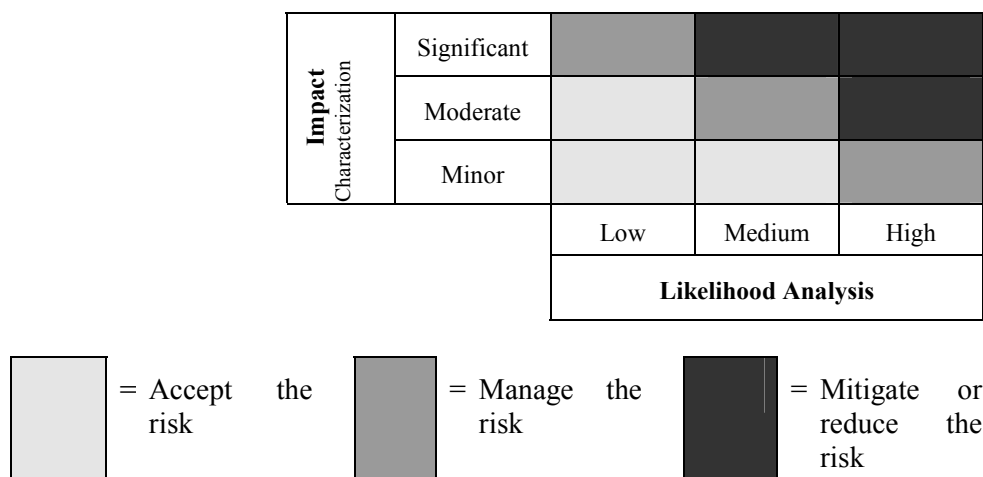 Impact
Characterization
Significant
Moderate
Minor
Low Medium High
Likelihood Analysis
= Accept the
risk
= Manage the
risk
= Mitigate or
reduce the
risk